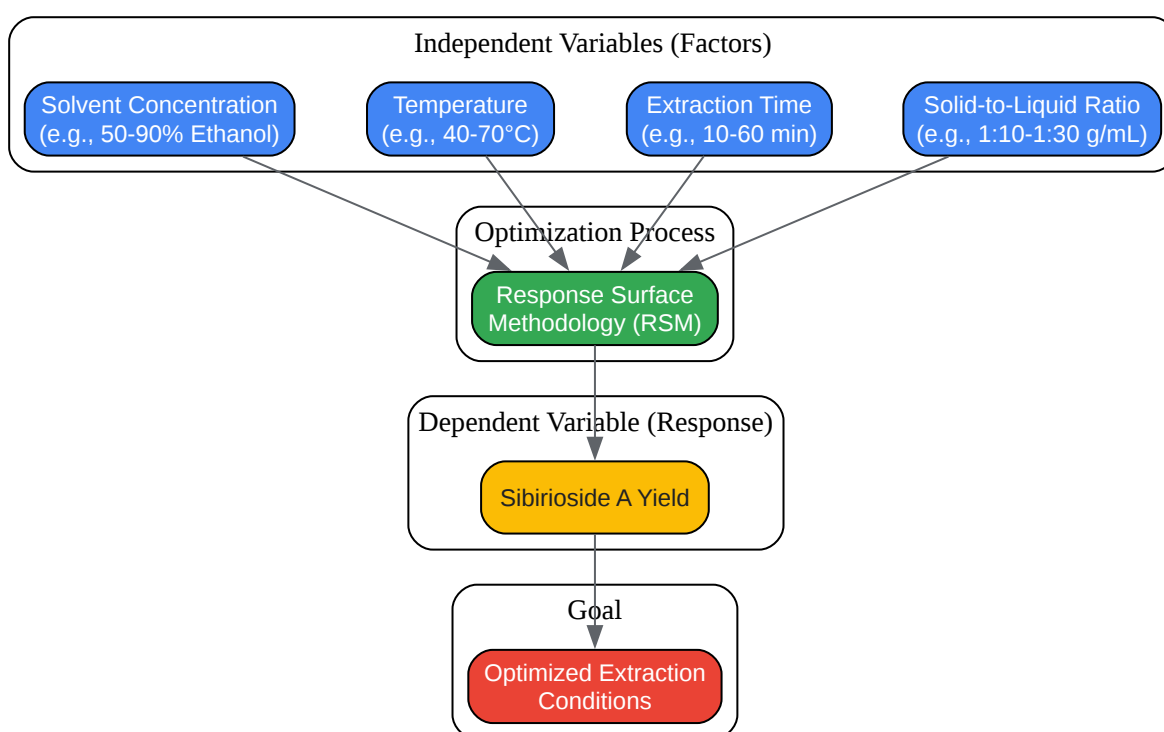 Independent Variables (Factors)
Solvent Concentration
(e.g., 50-90% Ethanol)
Temperature
(e.g., 40-70°C)
Extraction Time
(e.g., 10-60 min)
Solid-to-Liquid Ratio
(e.g., 1:10-1:30 g/mL)
Optimization Process
Response Surface
Methodology (RSM)
Dependent Variable (Response)
Sibirioside A Yield
Goal
Optimized Extraction
Conditions